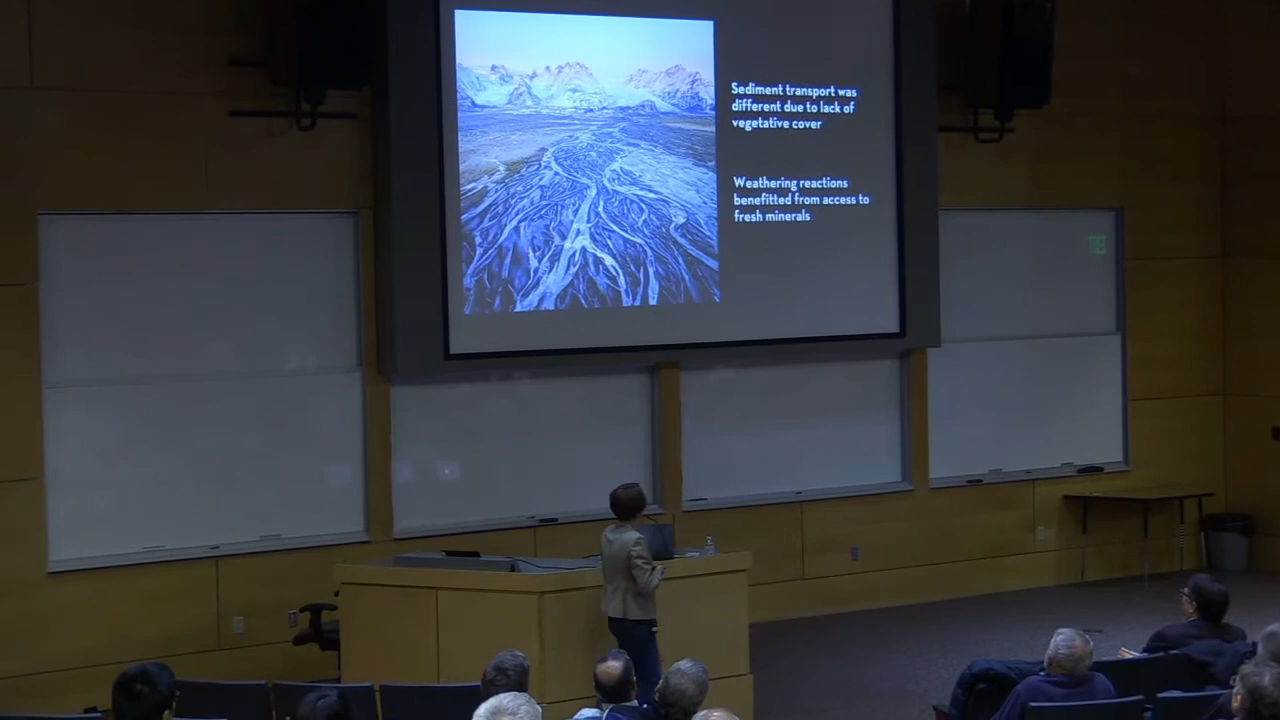 Sediment transport was
different due to lack of
vegetative cover
Weathering reactions
benefitted from access to
fresh minerals